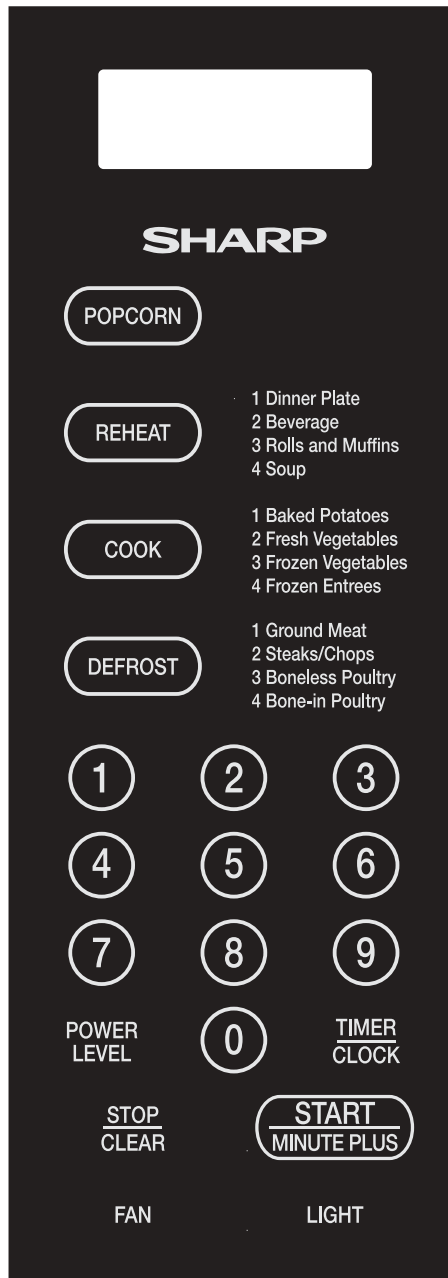 SHARP
POPCORN
REHEAT
1 Dinner Plate
2 Beverage
3 Rolls and Muffins
4 Soup
COOK
1 Baked Potatoes
2 Fresh Vegetables
3 Frozen Vegetables
4 Frozen Entrees
DEFROST
1 Ground Meat
2 Steaks/Chops
3 Boneless Poultry
4 Bone-in Poultry
1 2 3
4 5 6
7 8 9
POWER
LEVEL
0
TIMER
CLOCK
STOP
CLEAR
START
MINUTE PLUS
FAN LIGHT